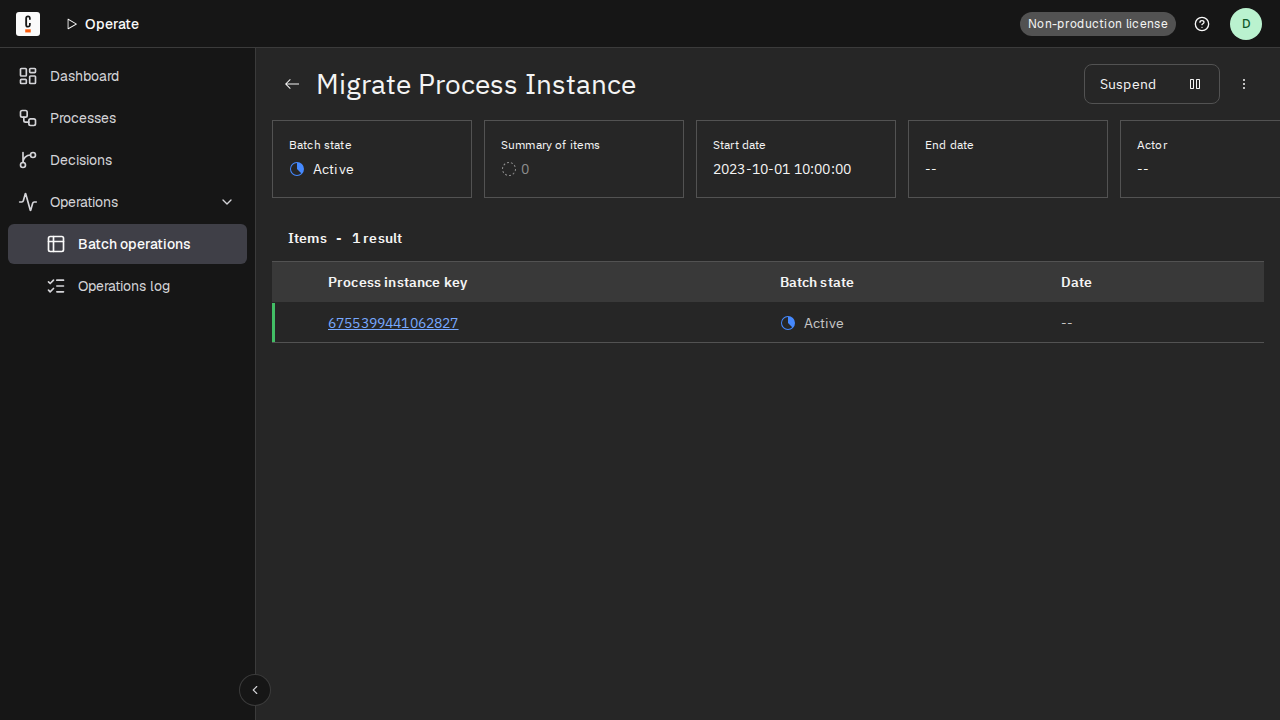 Operate
Non-production license
D
Dashboard
Processes
Decisions
Operations
Batch operations
Operations log
Migrate Process Instance
Suspend
Batch state
Active
Summary of items
0
Start date
2023-10-01 10:00:00
End date
--
Actor
--
Items - 1 result
Process instance key Batch state Date
6755399441062827 Active --